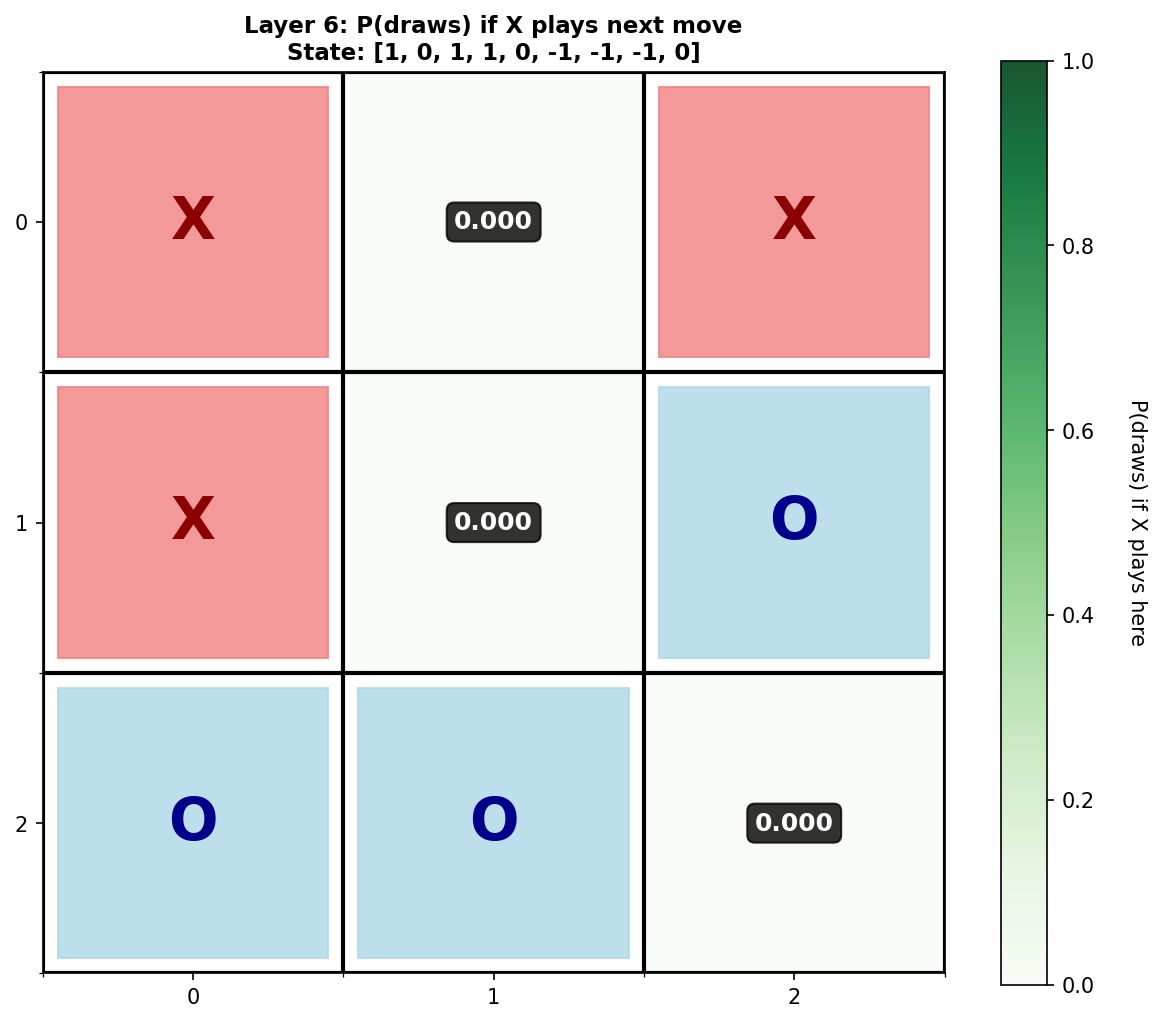 Layer 6: P(draws) if X plays next move
State: [1, 0, 1, 1, 0, -1, -1, -1, 0]
X
0.000
X
X
0.000
O
O
O
0.000
0
1
2
0
1
2
1.0
0.8
0.6
0.4
0.2
0.0
P(draws) if X plays here